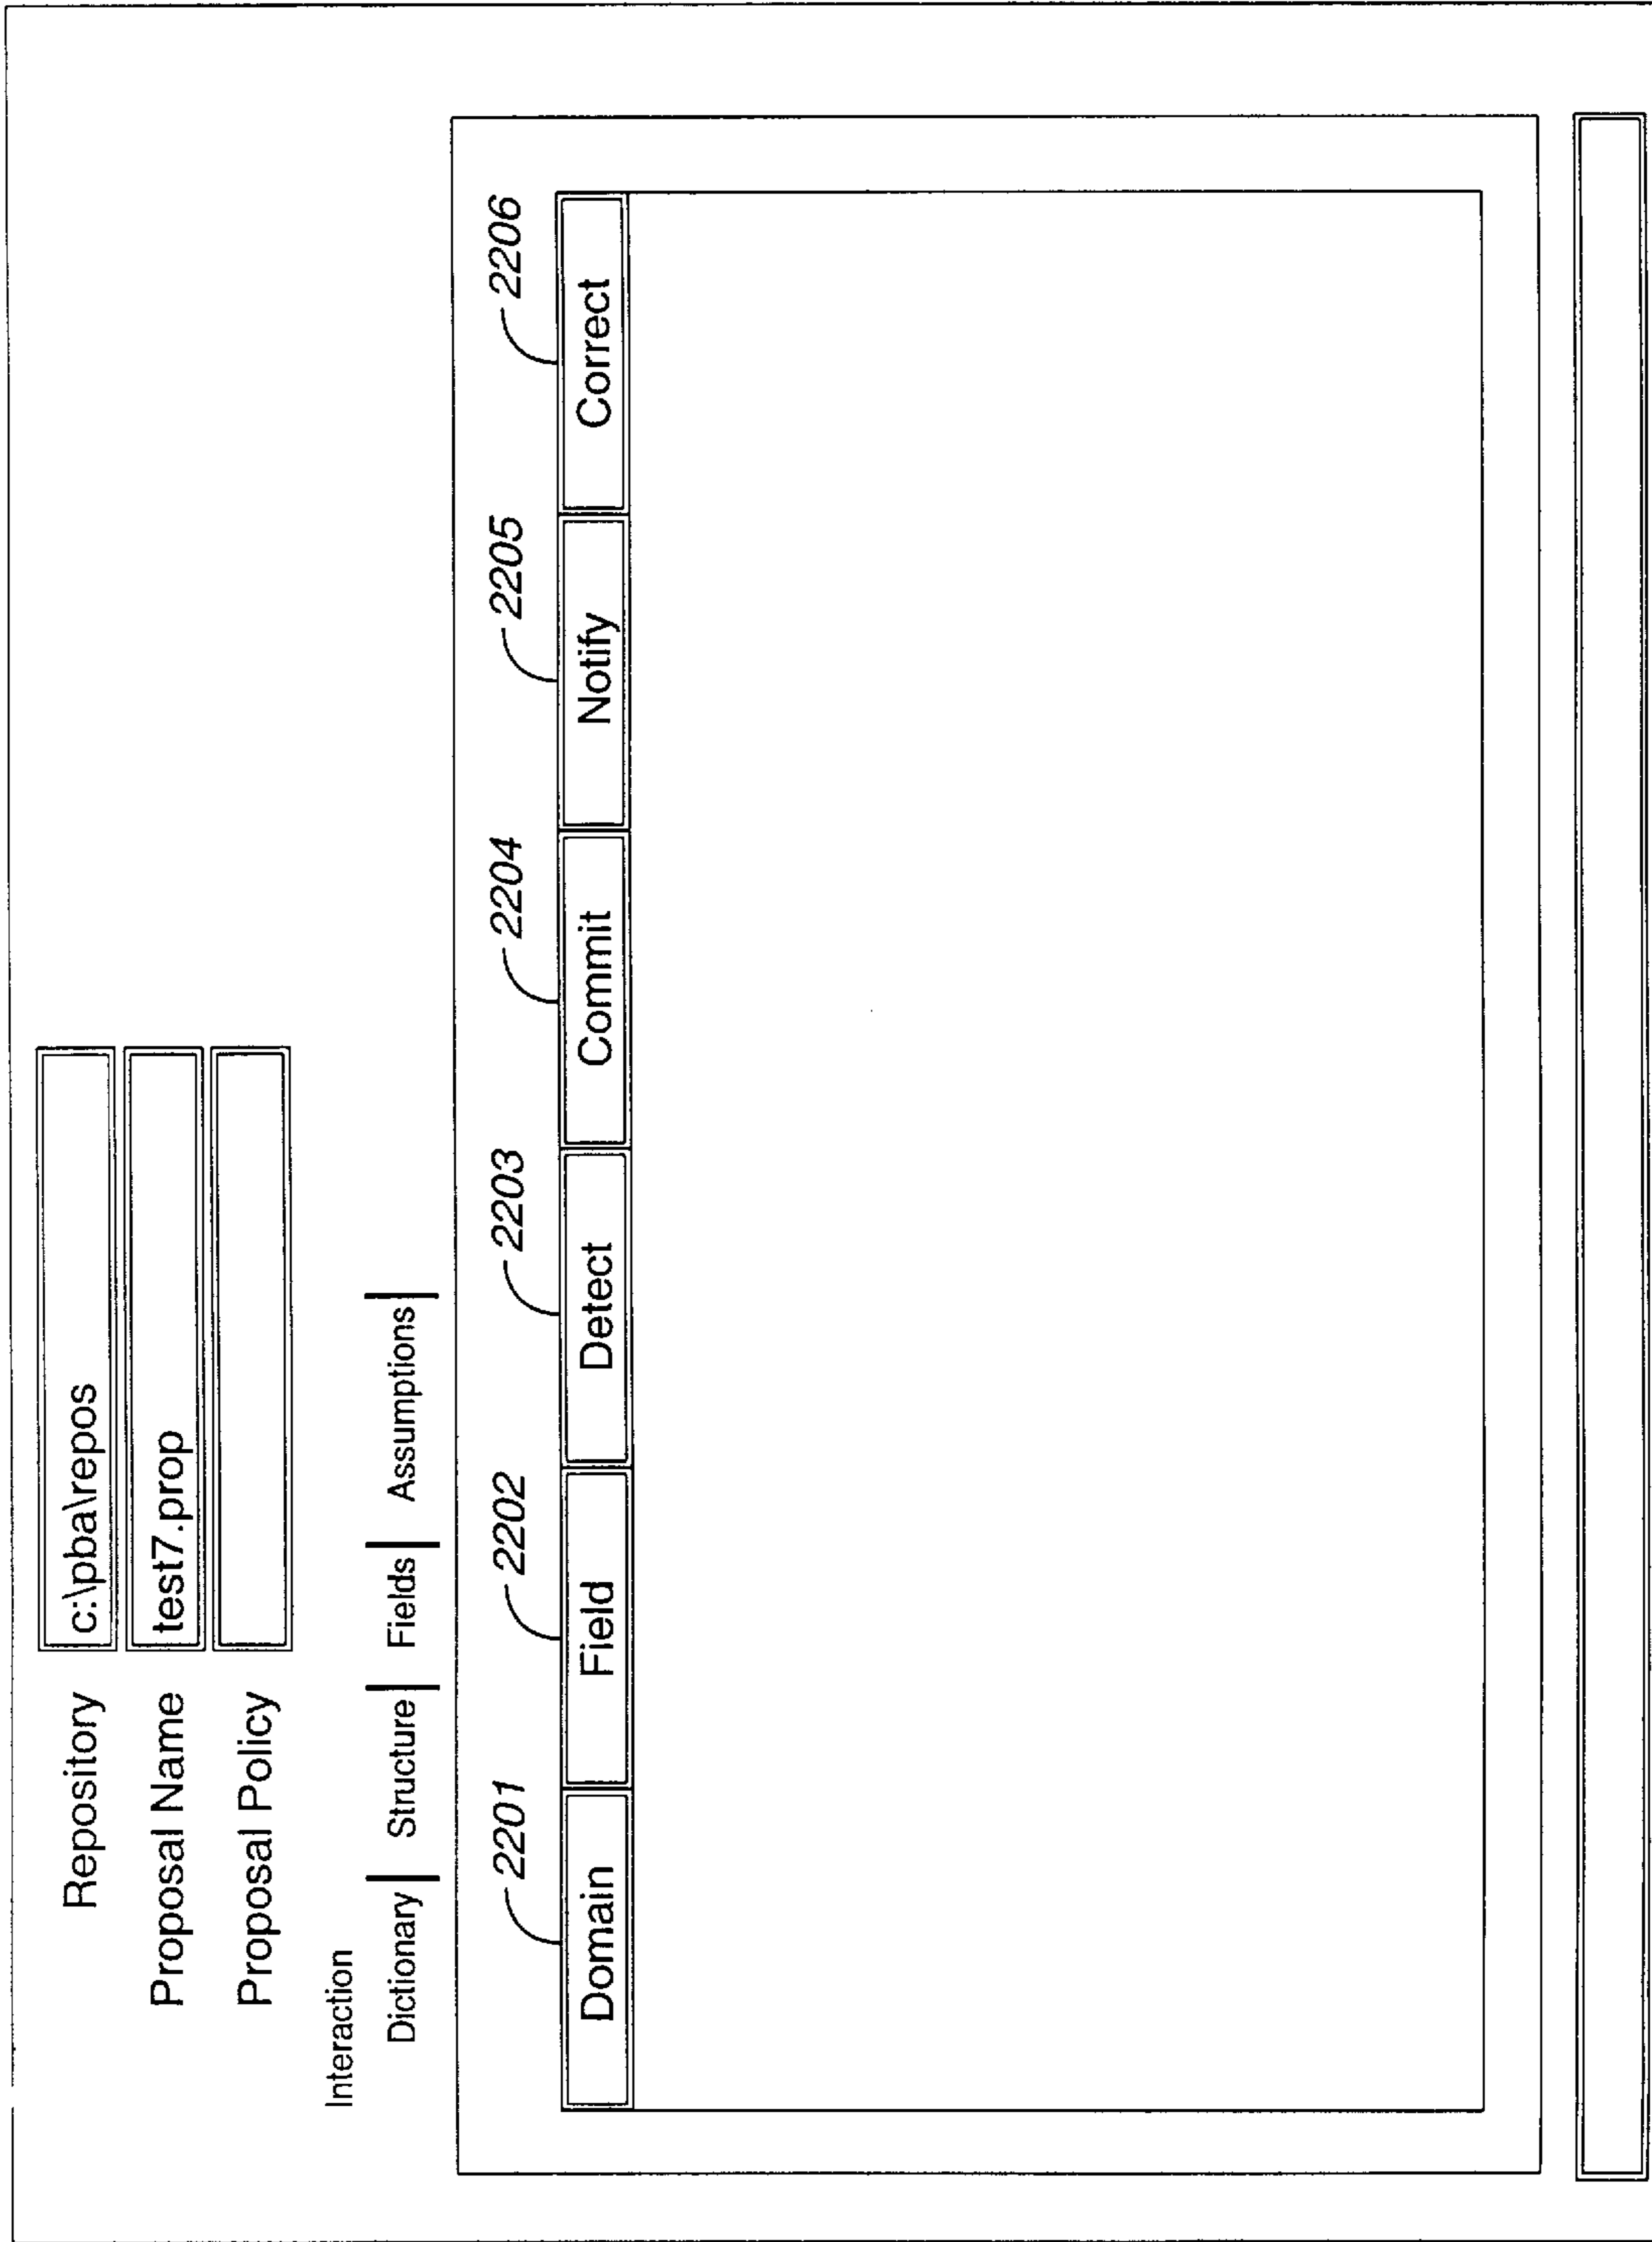 Repository c:\pba\repos
Proposal Name test7.prop
Proposal Policy
Interaction
Dictionary Structure Fields Assumptions
2201 2202 2203 2204 2205 2206
Domain Field Detect Commit Notify Correct